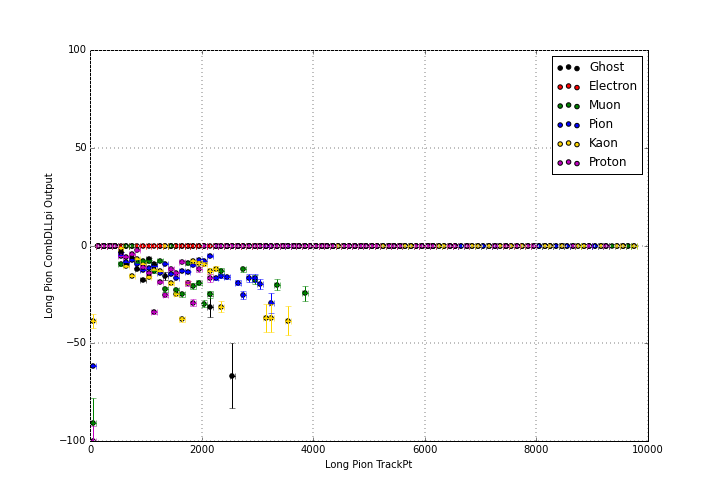 100
50
0
−50
−100
Long Pion CombDLLpi Output
Ghost
Electron
Muon
Pion
Kaon
Proton
0
2000
4000
6000
8000
10000
Long Pion TrackPt